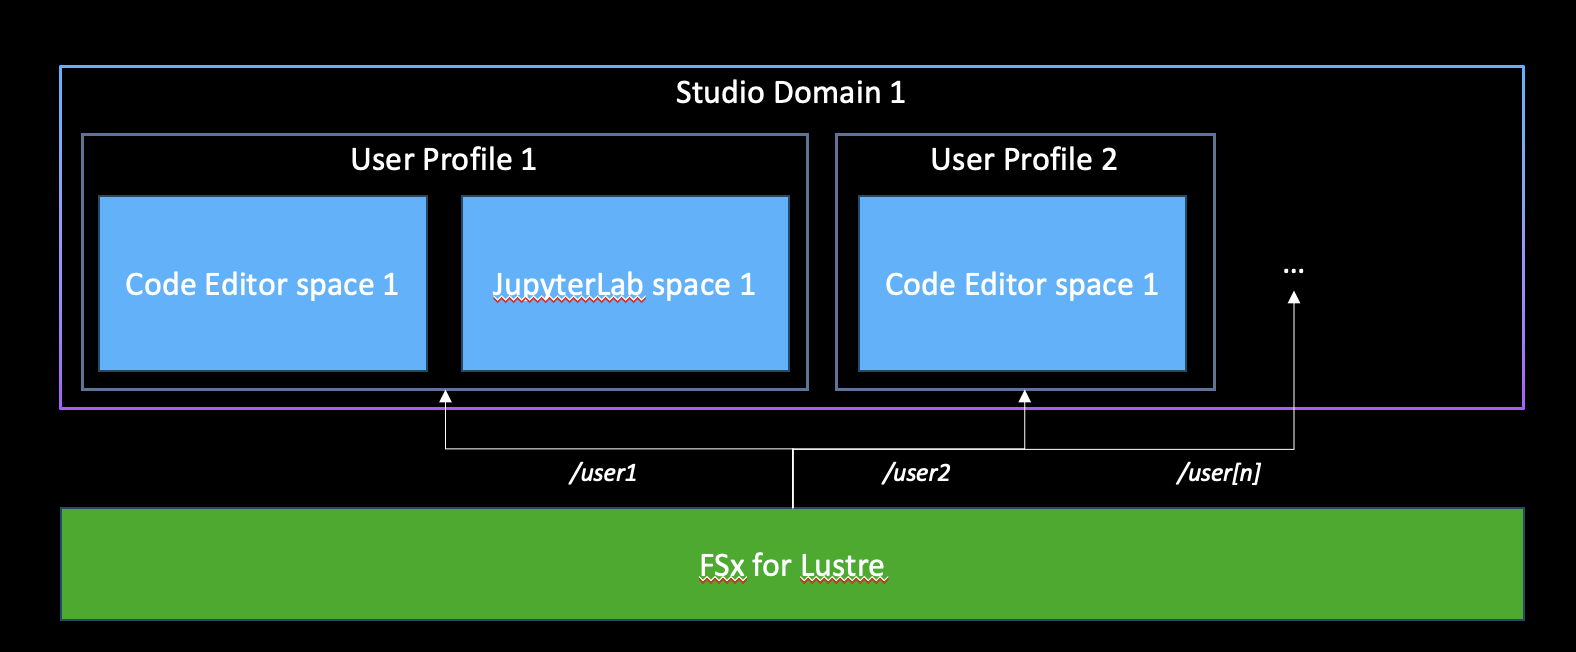 Studio Domain 1
User Profile 1
User Profile 2
Code Editor space 1
JupyterLab space 1
Code Editor space 1
...
/user1
/user2
/user[n]
FSx for Lustre